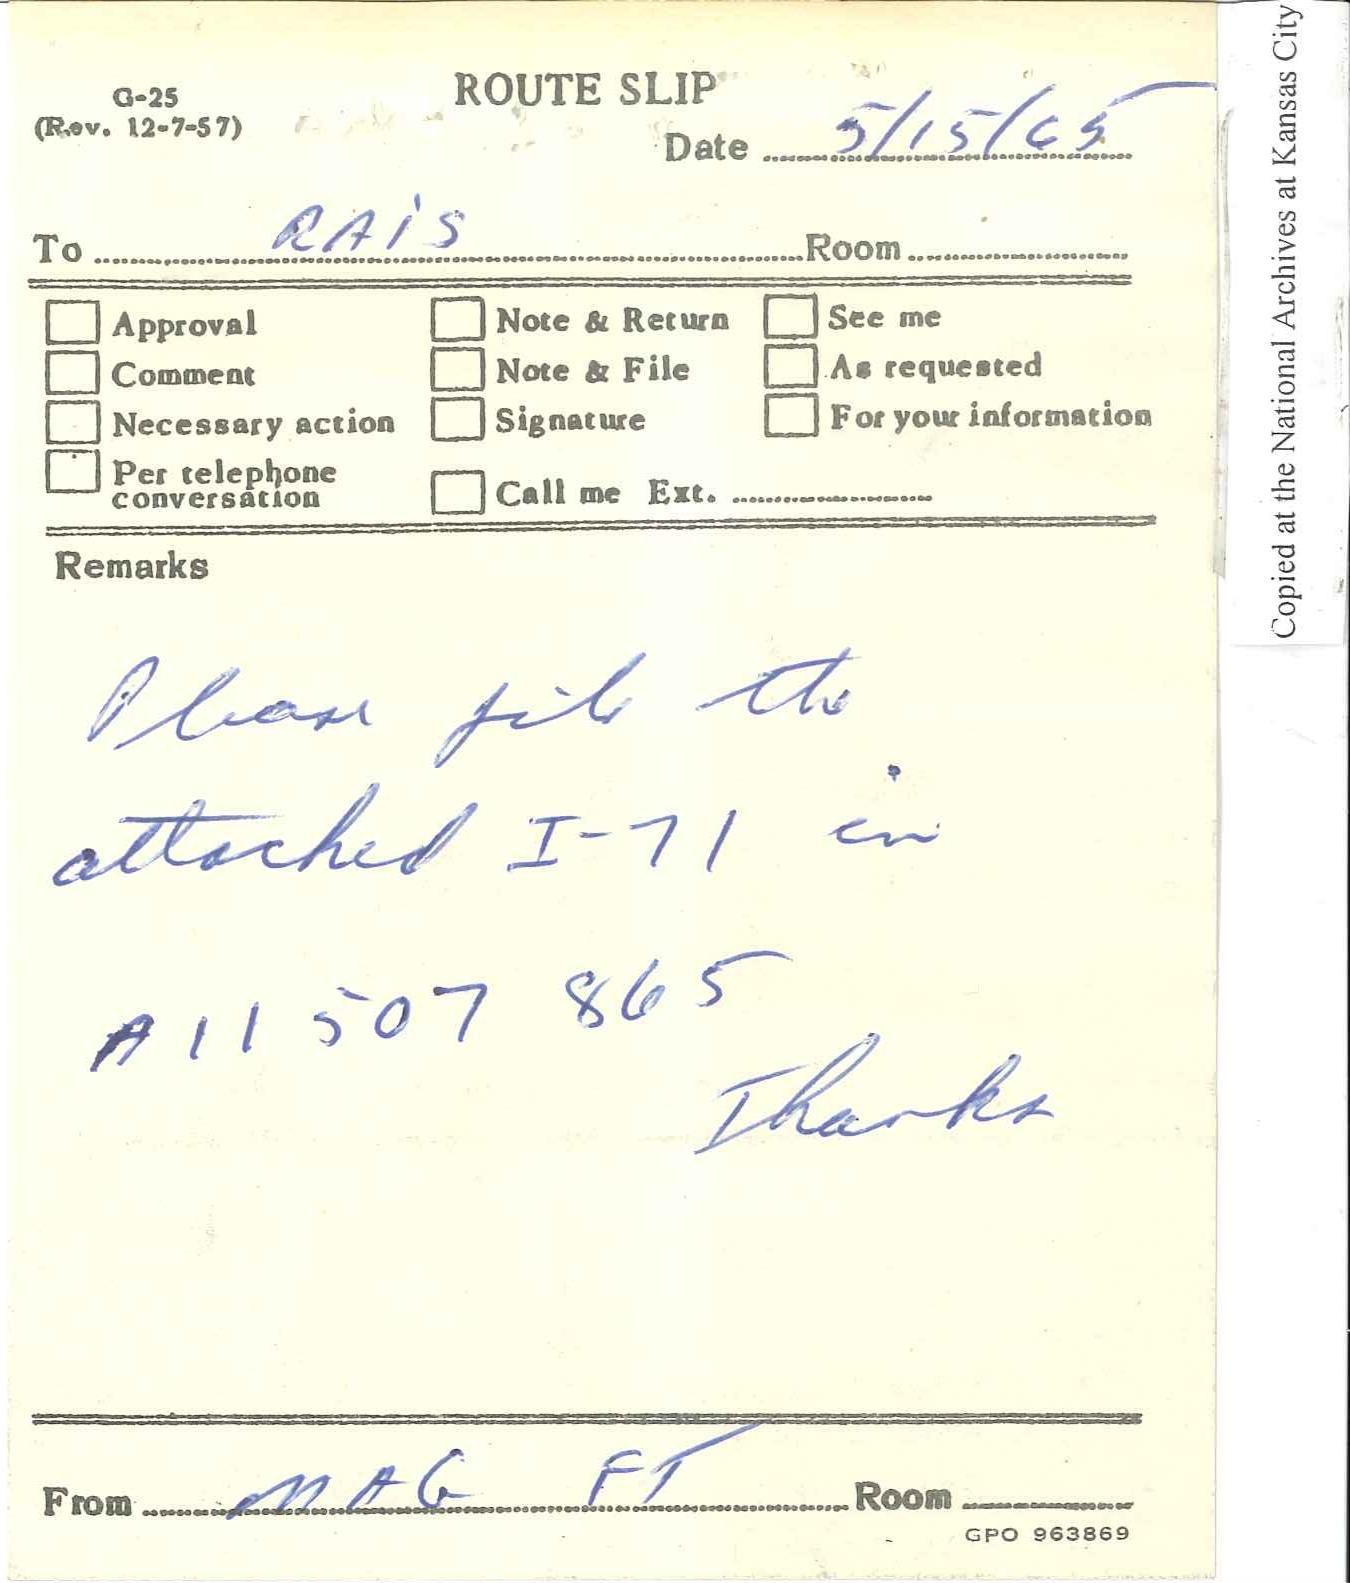 G-25
(Rev. 12-7-57)
ROUTE SLIP
Date 5/15/65
To RAIS Room
Approval
Note & Return
See me
Comment
Note & File
As requested
Necessary action
Signature
For your information
Per telephone
conversation
Call me Ext.
Remarks
Please file the
attached I-71 in
A11 507 865
Thanks
From MAG FT Room
GPO 963869
Copied at the National Archives at Kansas City